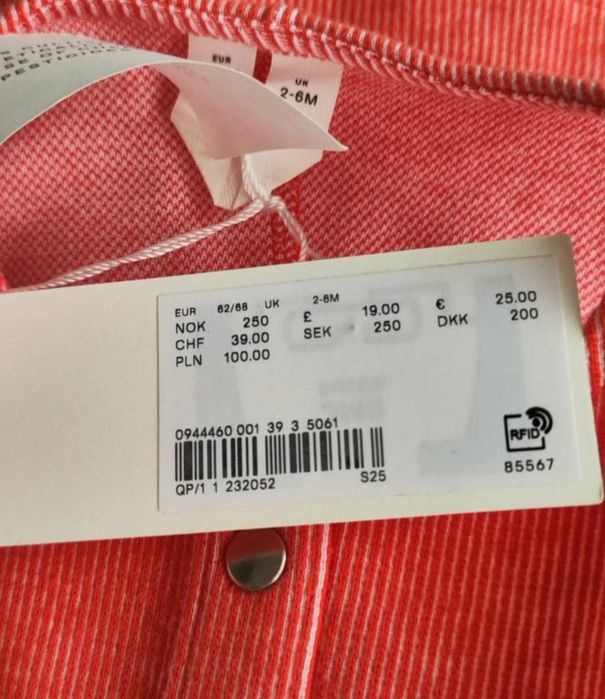 EUR
UK
2-6M
EUR 62/68 UK 2-6M
NOK 250 £ 19.00 € 25.00
CHF 39.00 SEK 250 DKK 200
PLN 100.00
0944460 001 39 3 5061
QP/1 1 232052 S25
RFID
85567